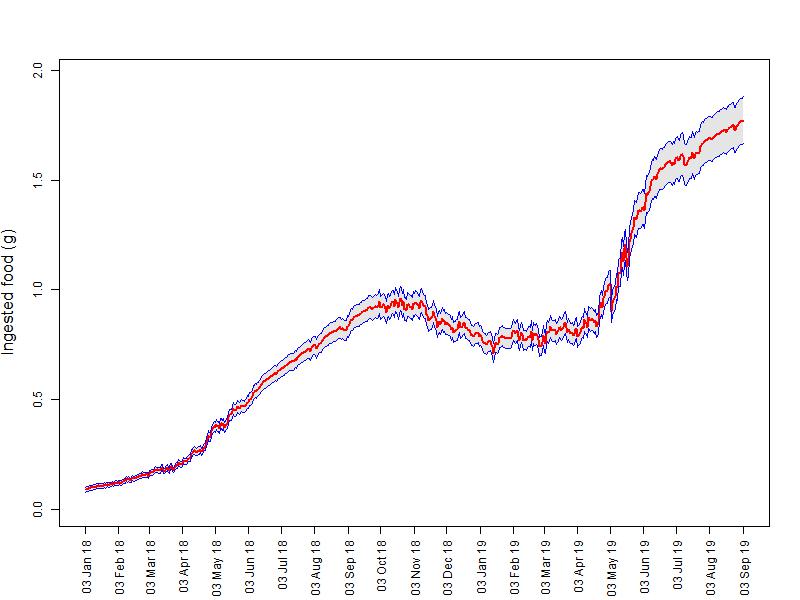 Ingested food (g)
2.0
1.5
1.0
0.5
0.0
03 Jan 18
03 Feb 18
03 Mar 18
03 Apr 18
03 May 18
03 Jun 18
03 Jul 18
03 Aug 18
03 Sep 18
03 Oct 18
03 Nov 18
03 Dec 18
03 Jan 19
03 Feb 19
03 Mar 19
03 Apr 19
03 May 19
03 Jun 19
03 Jul 19
03 Aug 19
03 Sep 19